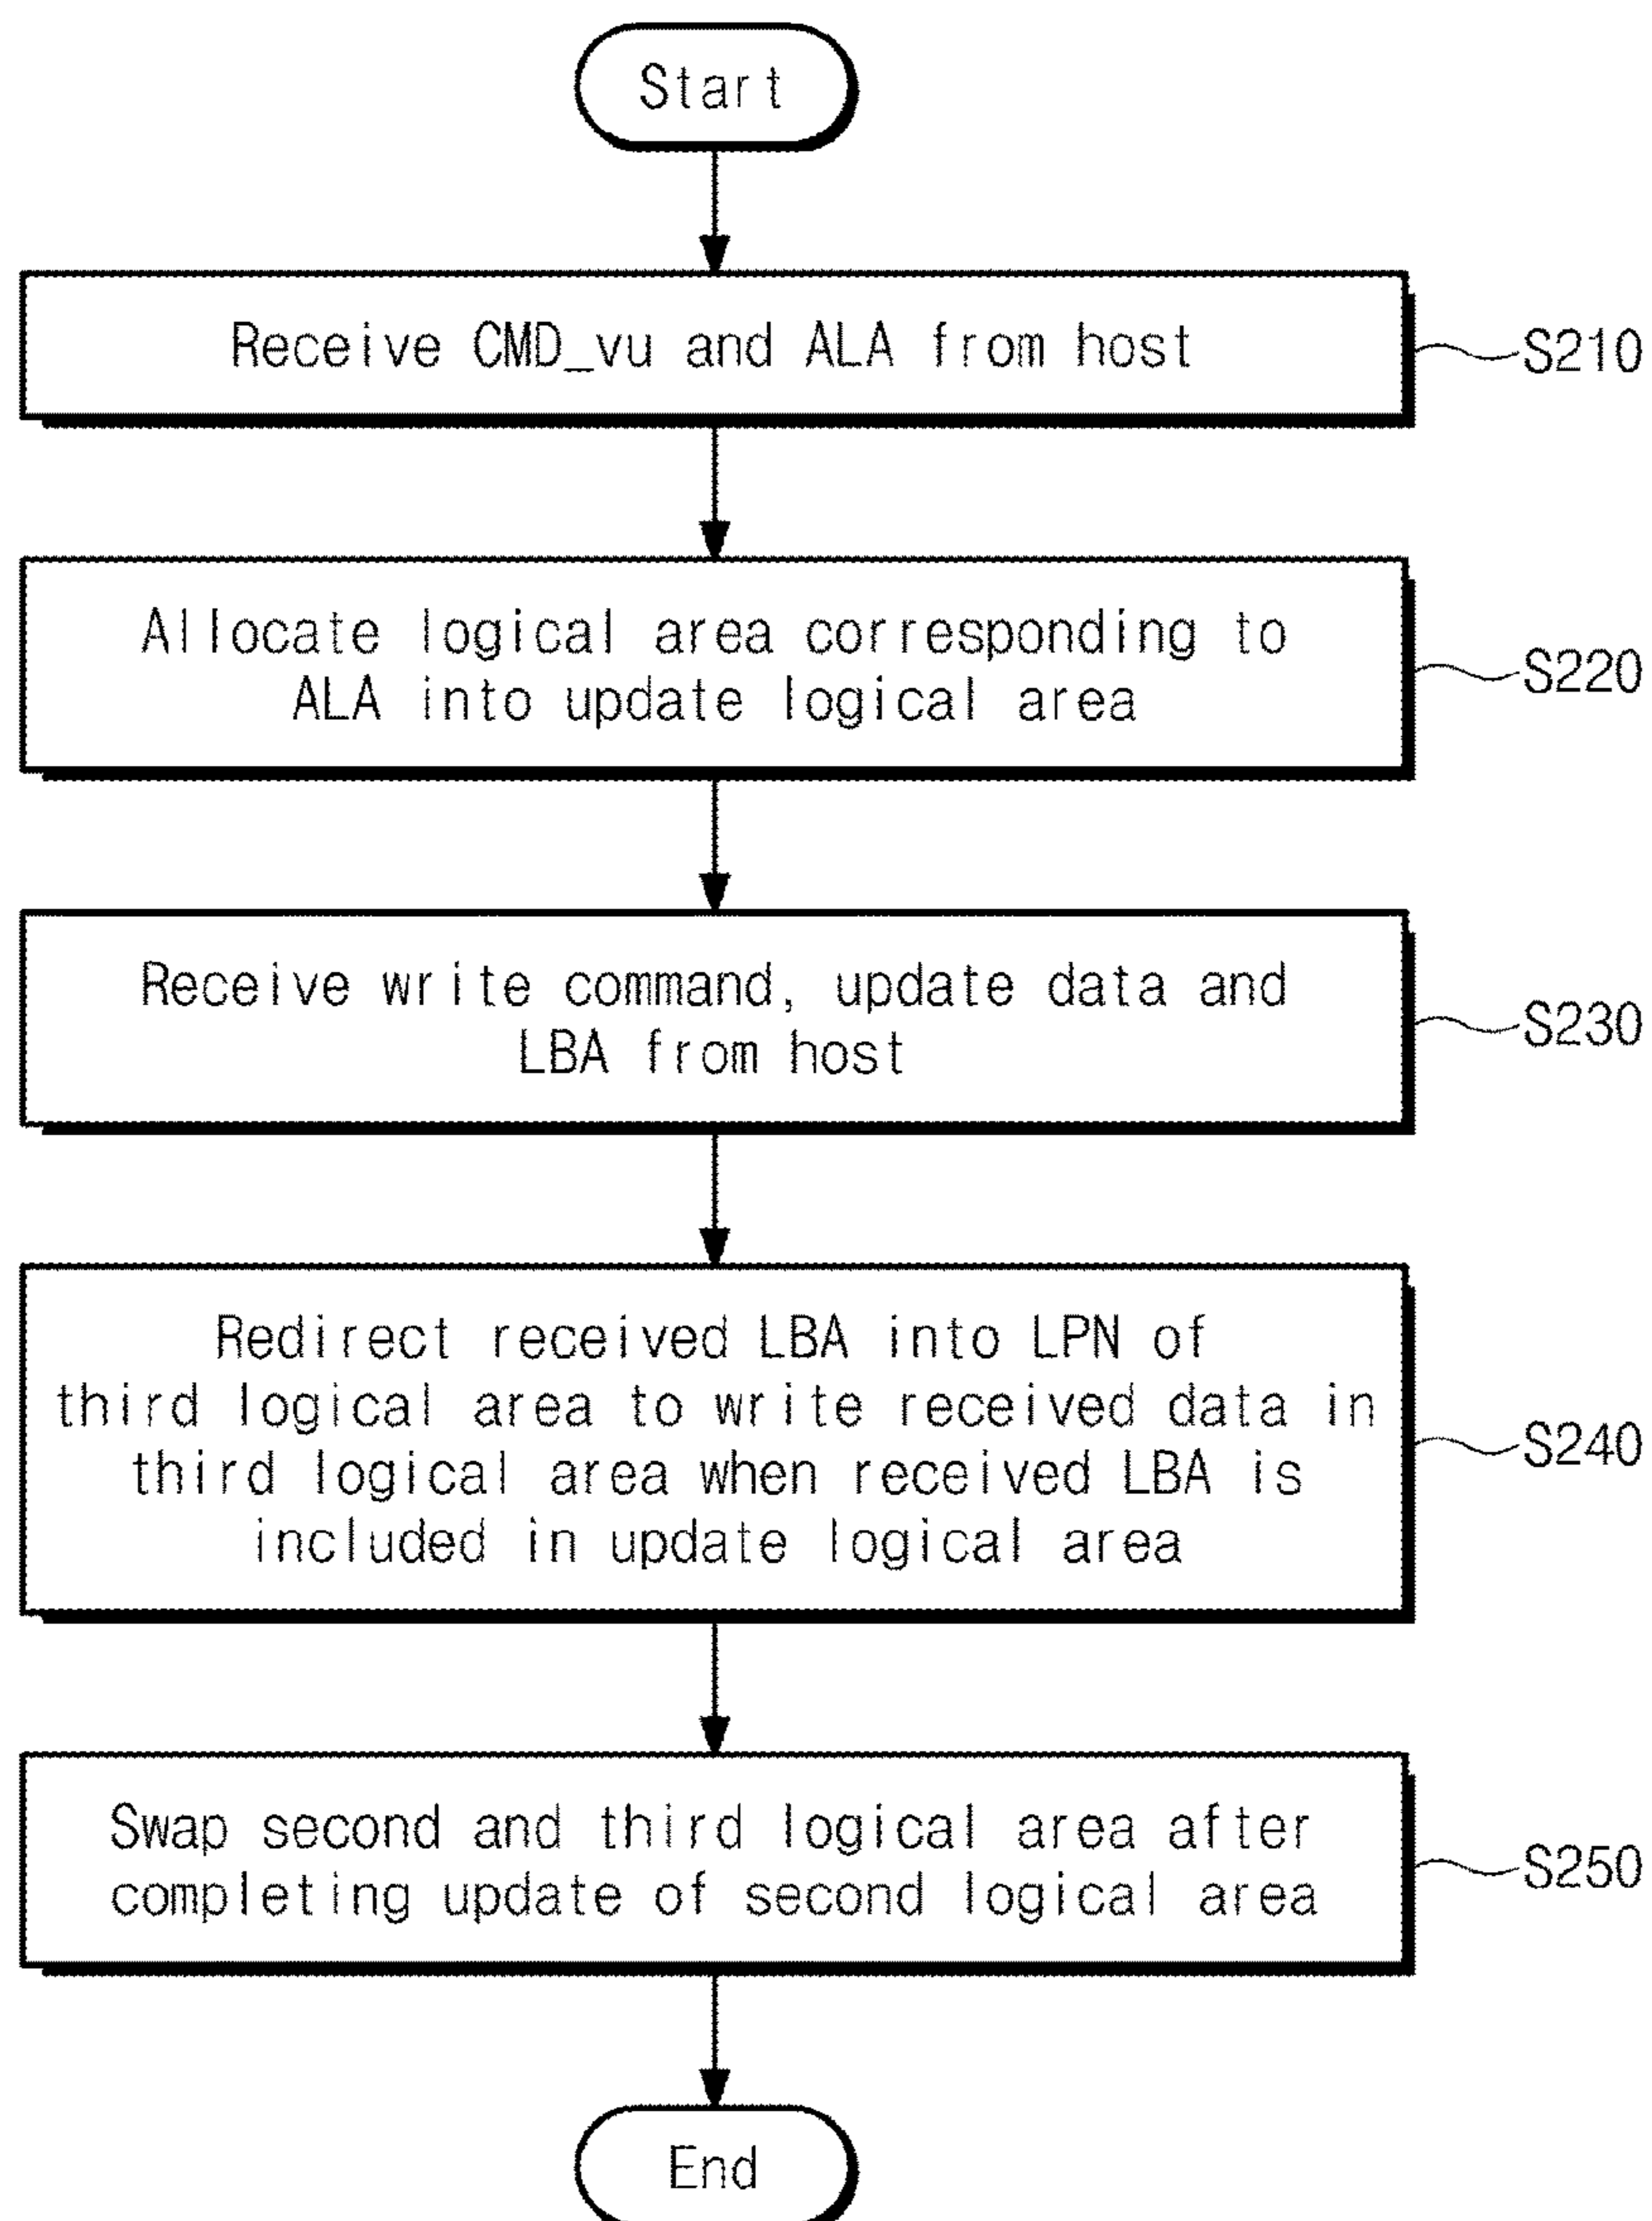 Start
Receive CMD_vu and ALA from host
S210
Allocate logical area corresponding to
ALA into update logical area
S220
Receive write command, update data and
LBA from host
S230
Redirect received LBA into LPN of
third logical area to write received data in
third logical area when received LBA is
included in update logical area
S240
Swap second and third logical area after
completing update of second logical area
S250
End